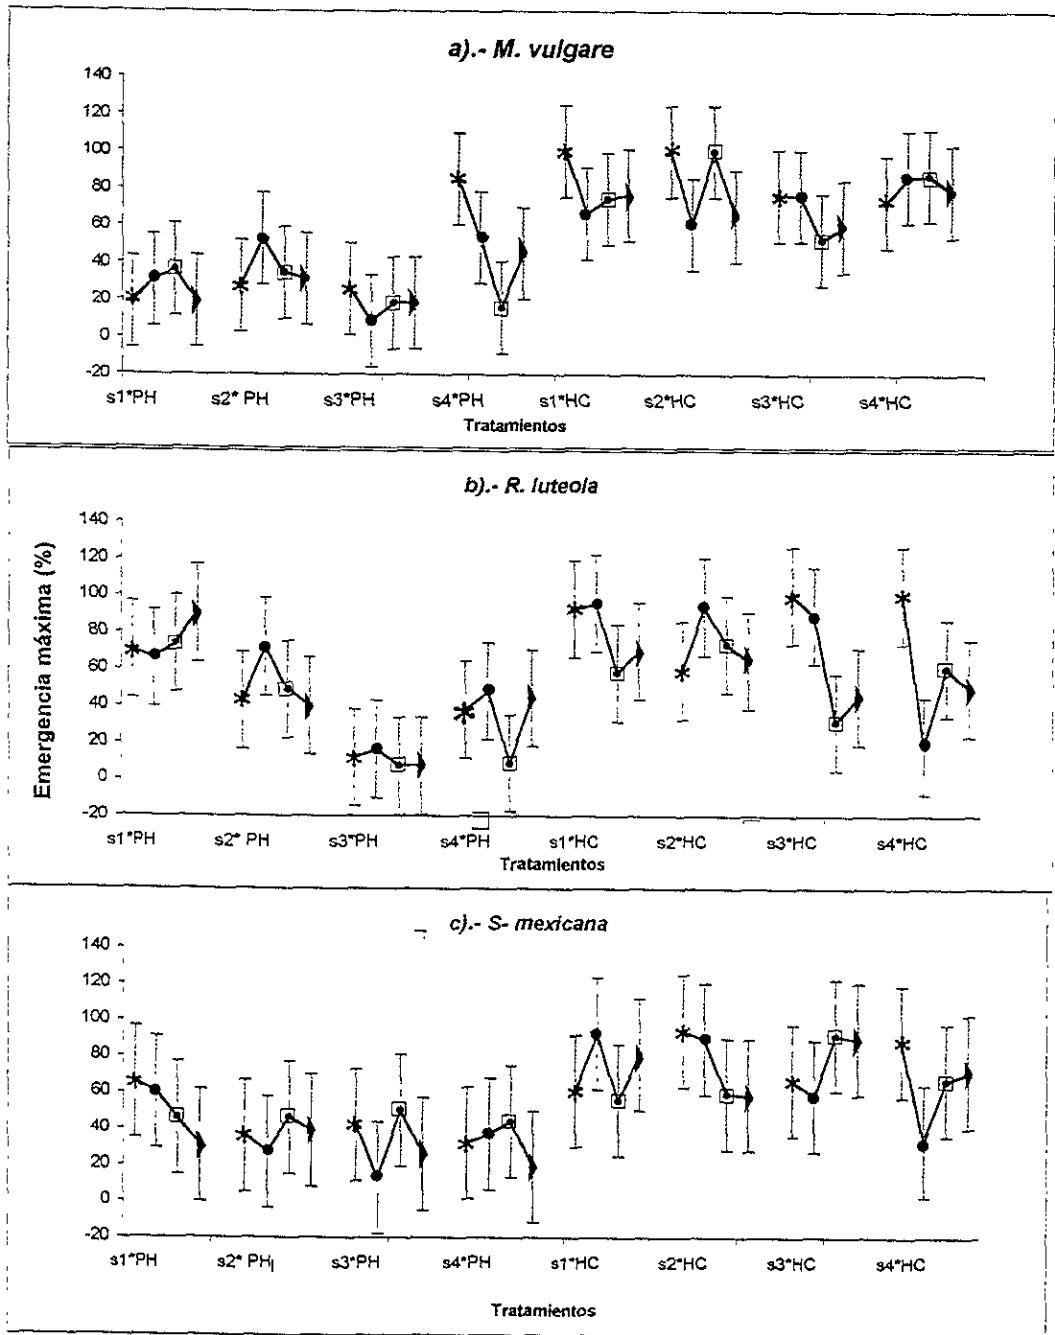 a).- M. vulgare
140
120
100
80
60
40
20
0
-20
s1*PH s2* PH s3*PH s4*PH s1*HC s2*HC s3*HC s4*HC
Tratamientos
b).- R. luteola
Emergencia máxima (%)
140
120
100
80
60
40
20
0
-20
s1*PH s2* PH s3*PH s4*PH s1*HC s2*HC s3*HC s4*HC
Tratamientos
c).- S- mexicana
140
120
100
80
60
40
20
0
-20
s1*PH s2* PH s3*PH s4*PH s1*HC s2*HC s3*HC s4*HC
Tratamientos